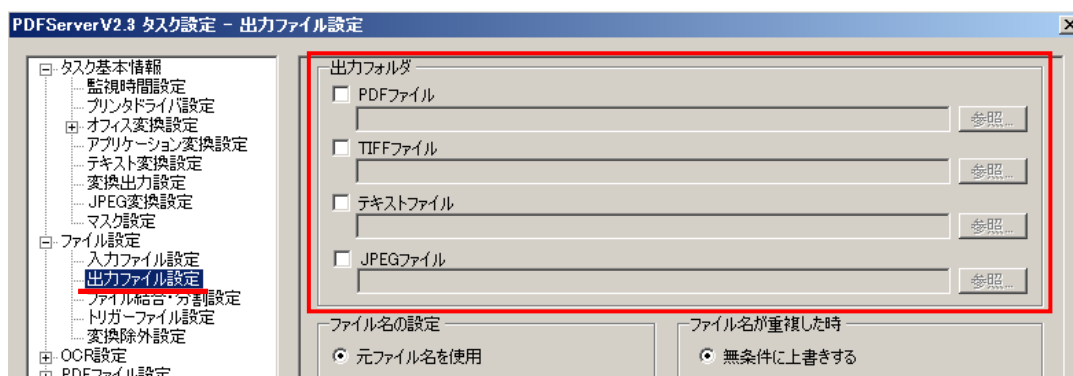 PDFServerV2.3 タスク設定 - 出力ファイル設定
タスク基本情報
監視時間設定
プリンタドライバ設定
オフィス変換設定
アプリケーション変換設定
テキスト変換設定
変換出力設定
JPEG変換設定
マスク設定
ファイル設定
入力ファイル設定
出力ファイル設定
ファイル結合・分割設定
トリガーファイル設定
変換除外設定
OCR設定
PDFファイル設定
出力フォルダ
PDFファイル
参照...
TIFFファイル
参照...
テキストファイル
参照...
JPEGファイル
参照...
ファイル名の設定
元ファイル名を使用
ファイル名が重複した時
無条件に上書きする